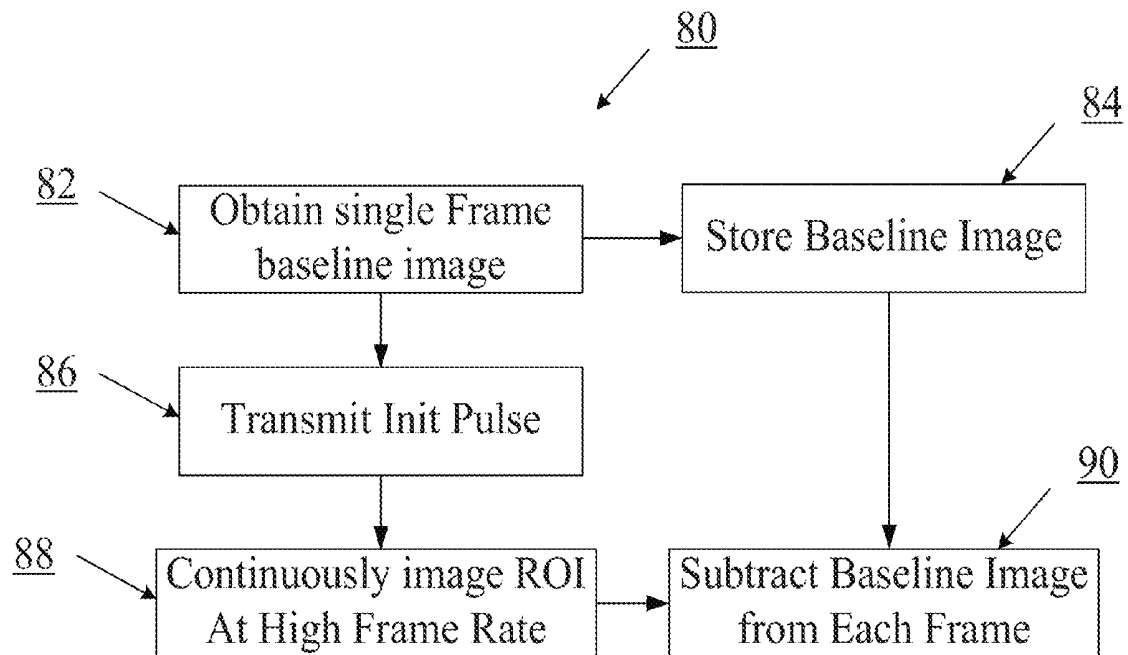 80
84
82
Obtain single Frame
baseline image
Store Baseline Image
86
Transmit Init Pulse
90
88
Continuously image ROI
At High Frame Rate
Subtract Baseline Image
from Each Frame